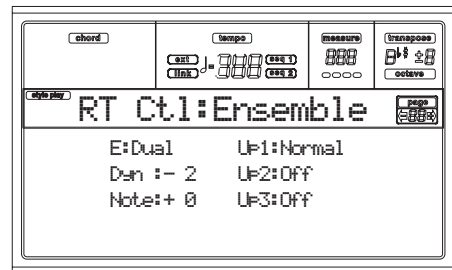 chord tempo measure transpose
ext seq 1
link seq 2
octave
style play RT Ctl:Ensemble page
E:Dual Up1:Normal
Dyn :- 2 Up2:Off
Note:+ 0 Up3:Off